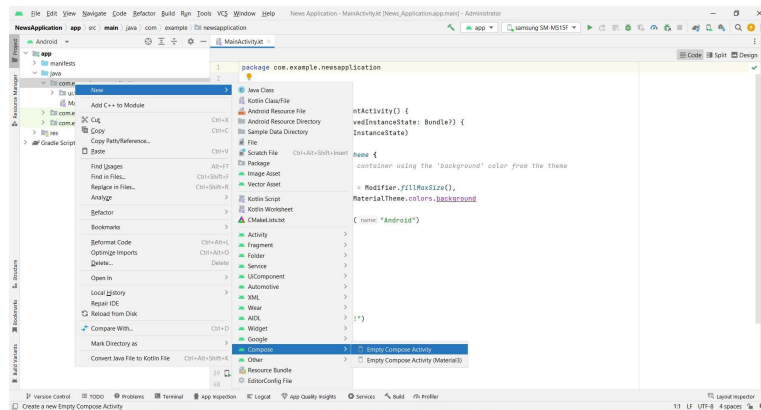 File Edit View Navigate Code Refactor Build Run Tools VCS Window Help News Application - MainActivity.kt [News_Application.app.main] - Administrator
NewsApplication app src main java com example newsapplication MainActivity.kt app samsung SM-M515F
Project
Android
MainActivity.kt
Code Split Design
app
manifests
java
Resource Manager
com.e
com.e
com.e
res
Gradle Script
New
Add C++ to Module
Cut Ctrl+X
Copy Ctrl+C
Copy Path/Reference...
Paste Ctrl+V
Find Usages Alt+F7
Find in Files... Ctrl+Shift+F
Replace in Files... Ctrl+Shift+R
Analyze
Refactor
Bookmarks
Reformat Code Ctrl+Alt+L
Optimize Imports Ctrl+Alt+O
Delete... Delete
Open In
Local History
Repair IDE
Reload from Disk
Compare With... Ctrl+D
Mark Directory as
Convert Java File to Kotlin File Ctrl+Alt+Shift+K
Java Class
Kotlin Class/File
Android Resource File
Android Resource Directory
Sample Data Directory
File
Scratch File Ctrl+Alt+Shift+Insert
Package
Image Asset
Vector Asset
Kotlin Script
Kotlin Worksheet
CMakeLists.txt
Activity
Fragment
Folder
Service
UiComponent
Automotive
XML
Wear
AIDL
Widget
Google
Compose
Other
Resource Bundle
EditorConfig File
Empty Compose Activity
Empty Compose Activity (Material3)
1 package com.example.newsapplication
2
ntActivity() {
vedInstanceState: Bundle?) {
InstanceState)
heme {
container using the 'background' color from the theme
= Modifier.fillMaxSize(),
MaterialTheme.colors.background
( name: "Android")
!")
39
40
Structure
Bookmarks
Build Variants
Version Control TODO Problems Terminal App Inspection Logcat App Quality Insights Services Build Profiler Layout Inspector
Create a new Empty Compose Activity 1:1 LF UTF-8 4 spaces